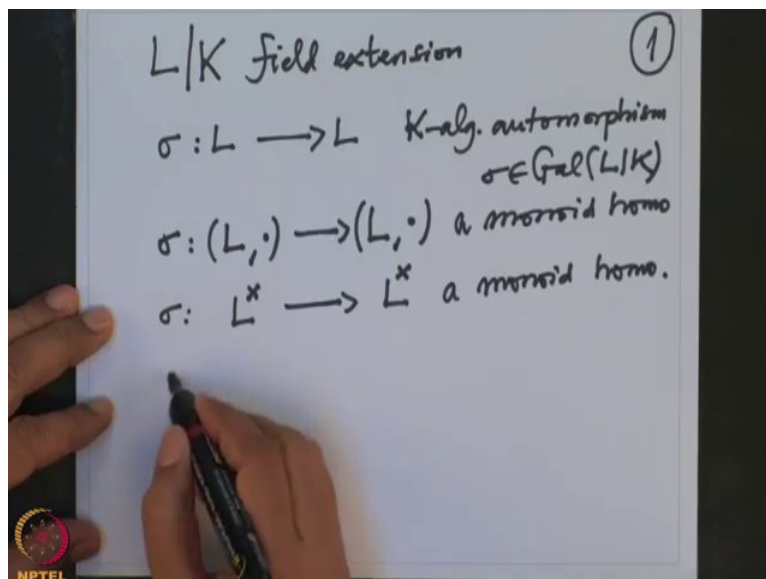 L/K field extension ①
σ : L ⟶ L K-alg. automorphism
σ ∈ Gal(L|K)
σ : (L, ·) ⟶ (L, ·) a monoid homo
σ : L^× ⟶ L^× a monoid homo.
NPTEL